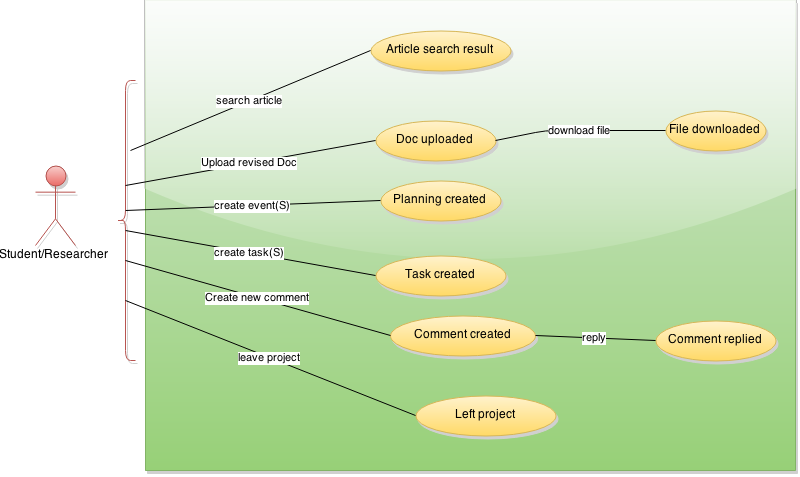 Article search result
search article
Doc uploaded
download file
File downloaded
Upload revised Doc
Planning created
create event(S)
Student/Researcher
create task(S)
Task created
Create new comment
Comment created
reply
Comment replied
leave project
Left project